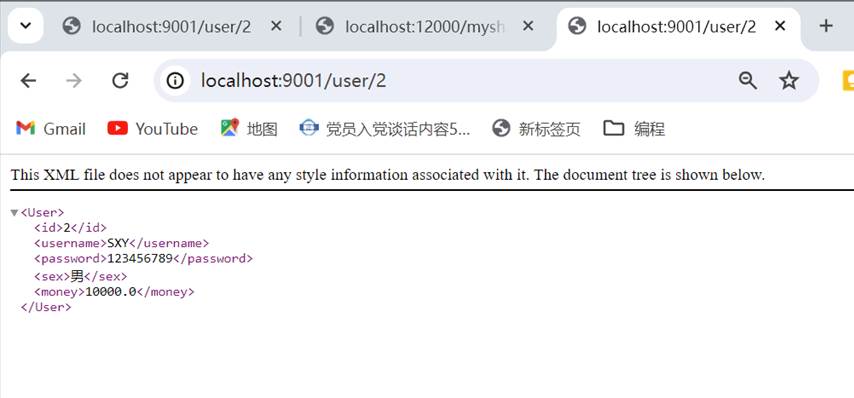 localhost:9001/user/2
localhost:12000/mysh
localhost:9001/user/2
localhost:9001/user/2
Gmail
YouTube
地图
党员入党谈话内容5...
新标签页
编程
This XML file does not appear to have any style information associated with it. The document tree is shown below.
<User>
<id>2</id>
<username>SXY</username>
<password>123456789</password>
<sex>男</sex>
<money>10000.0</money>
</User>